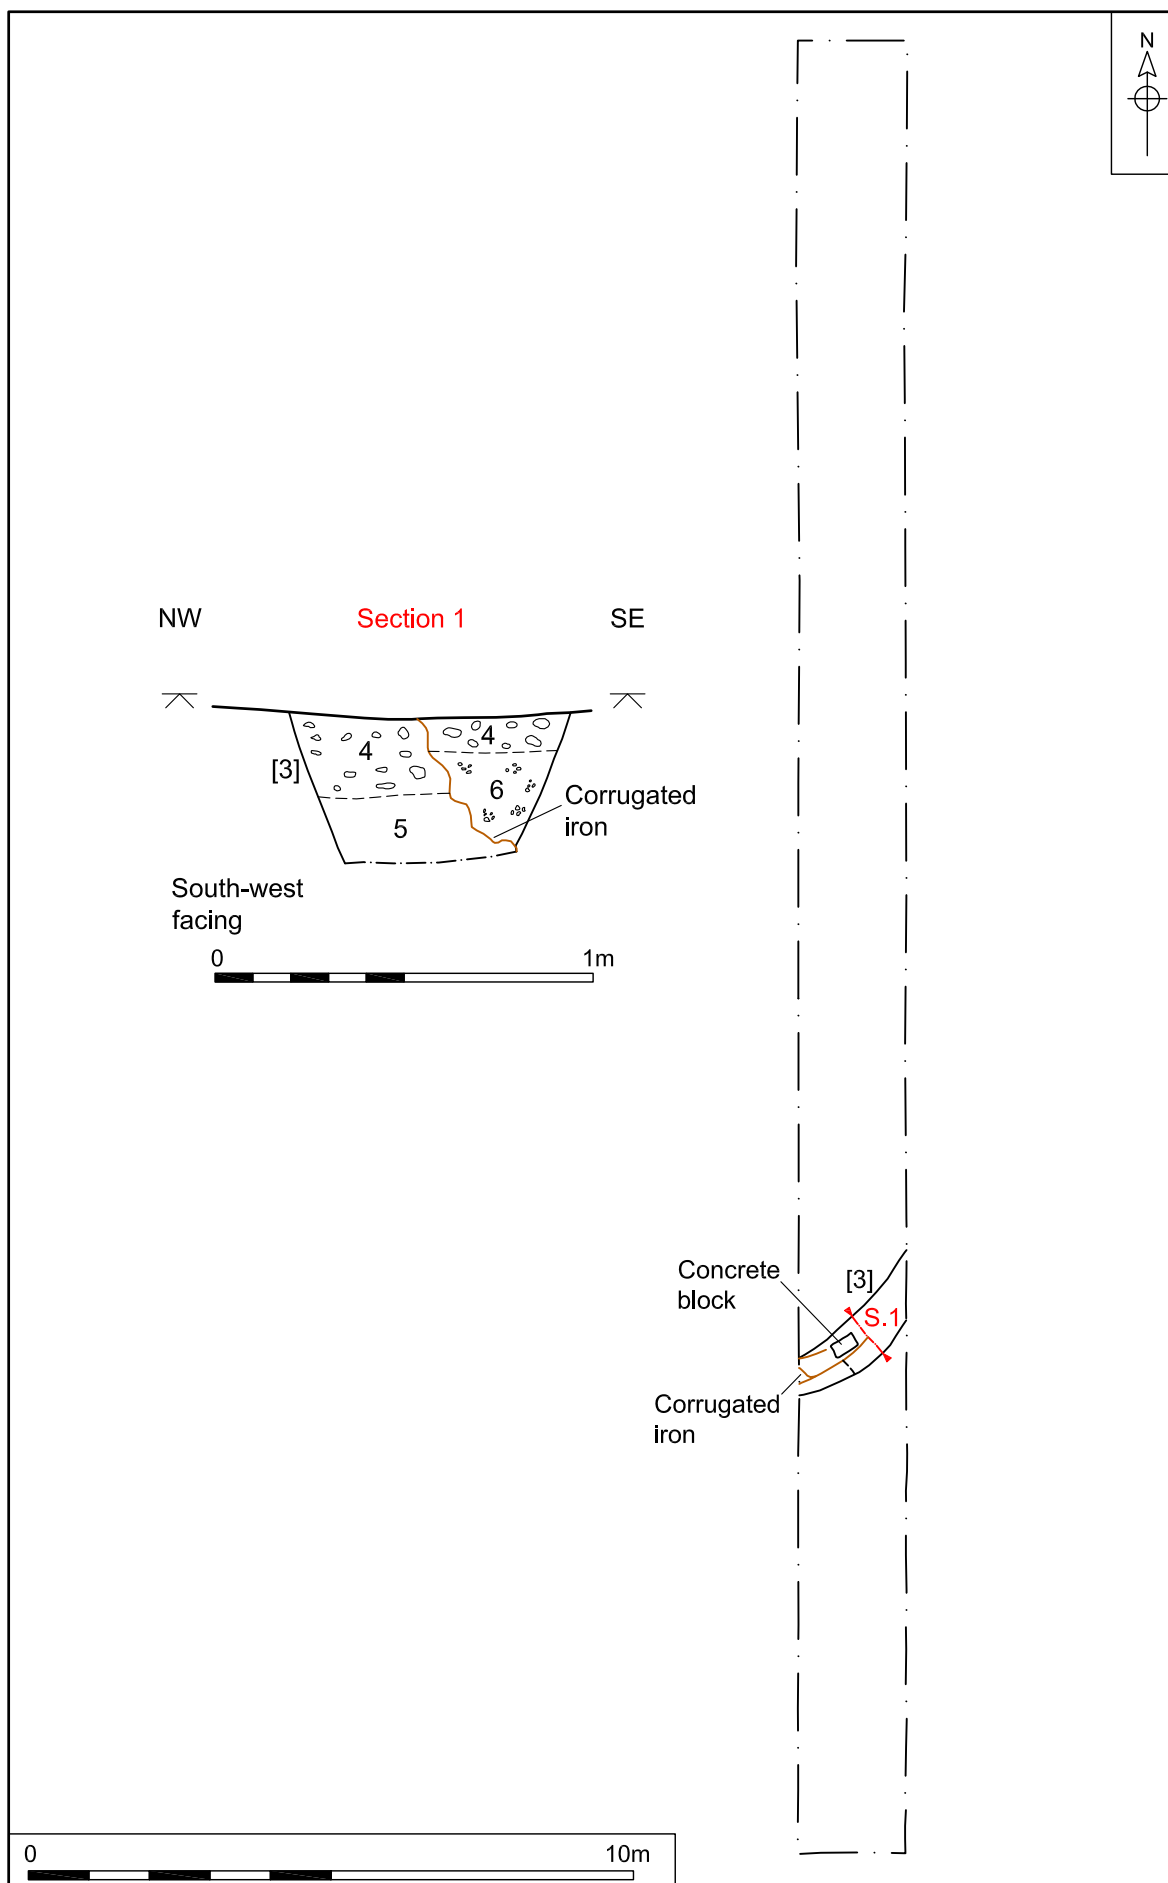 N
NW
Section 1
SE
4
4
[3]
6
Corrugated
iron
5
South-west
facing
0
1m
Concrete
block
[3]
S.1
Corrugated
iron
0
10m